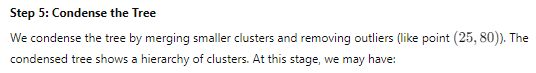 Step 5: Condense the Tree
We condense the tree by merging smaller clusters and removing outliers (like point (25, 80)). The
condensed tree shows a hierarchy of clusters. At this stage, we may have: